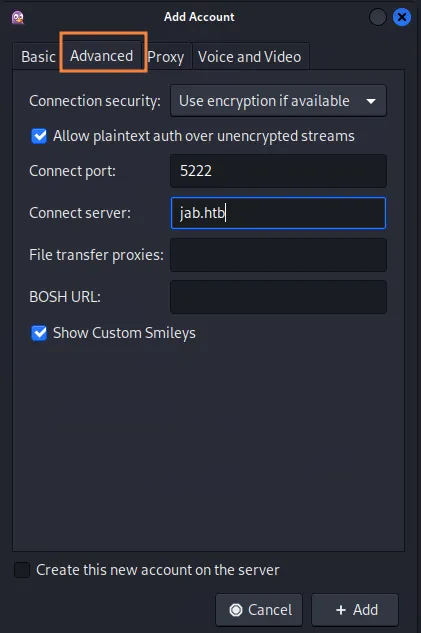 Add Account
Basic Advanced Proxy Voice and Video
Connection security: Use encryption if available
Allow plaintext auth over unencrypted streams
Connect port: 5222
Connect server: jab.htb
File transfer proxies:
BOSH URL:
Show Custom Smileys
Create this new account on the server
Cancel + Add